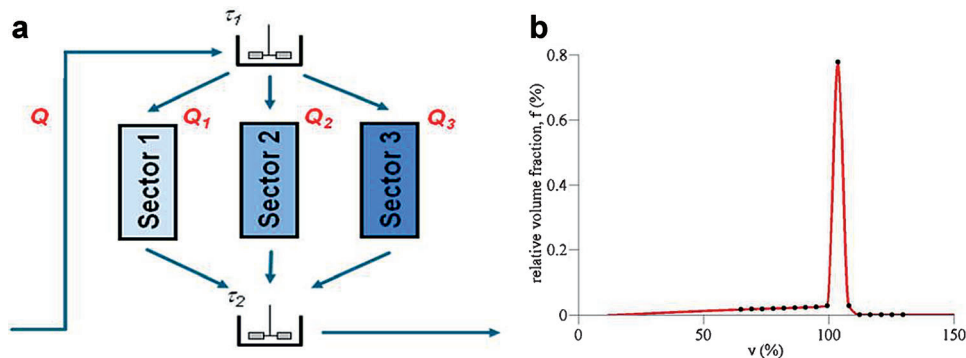 a
τ1
Q
Q1
Q2
Q3
Sector 1
Sector 2
Sector 3
τ2
b
relative volume fraction, f (%)
0.8
0.6
0.4
0.2
0
0
50
100
150
v (%)